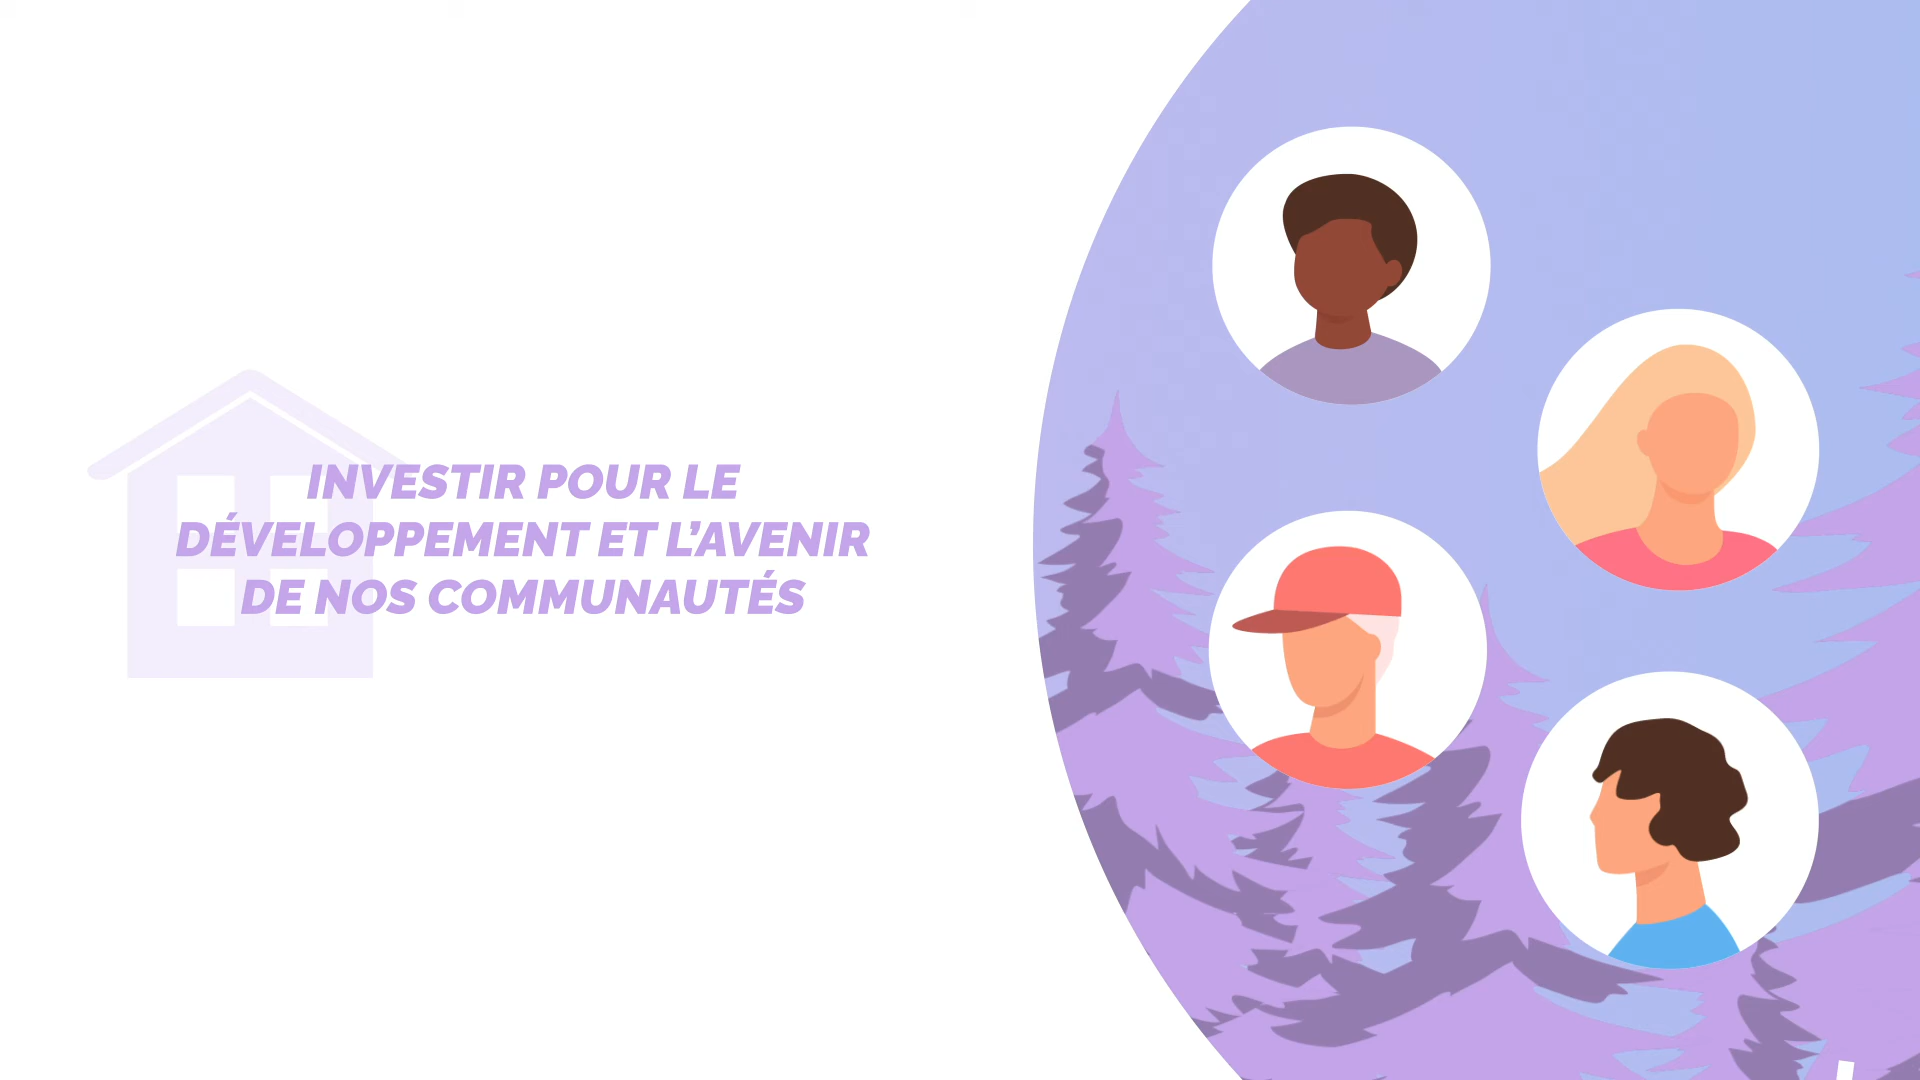 INVESTIR POUR LE
DÉVELOPPEMENT ET L’AVENIR
DE NOS COMMUNAUTÉS